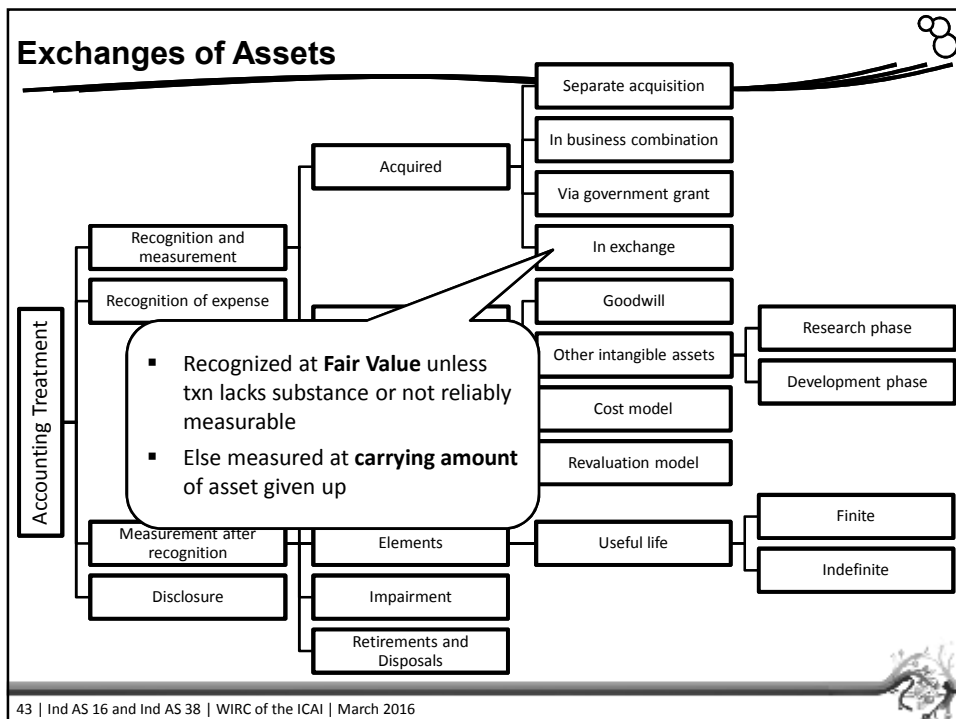 Exchanges of Assets
Separate acquisition
In business combination
Acquired
Via government grant
Recognition and
measurement
In exchange
Recognition of expense
Goodwill
Research phase
Other intangible assets
Development phase
▪ Recognized at Fair Value unless
txn lacks substance or not reliably
measurable
▪ Else measured at carrying amount
of asset given up
Cost model
Revaluation model
Accounting Treatment
Measurement after
recognition
Elements
Useful life
Finite
Indefinite
Disclosure
Impairment
Retirements and
Disposals
43 | Ind AS 16 and Ind AS 38 | WIRC of the ICAI | March 2016